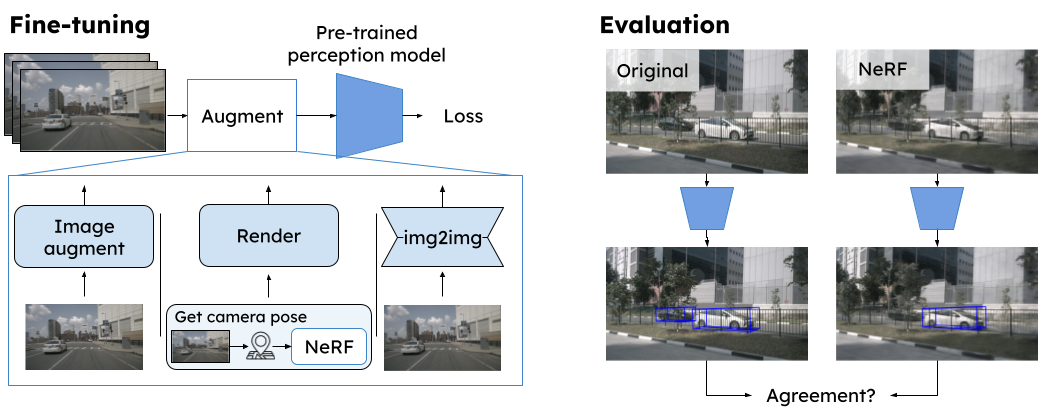 Fine-tuning
Pre-trained
perception model
Augment
Loss
Image
augment
Render
img2img
Get camera pose
NeRF
Evaluation
Original
NeRF
Agreement?